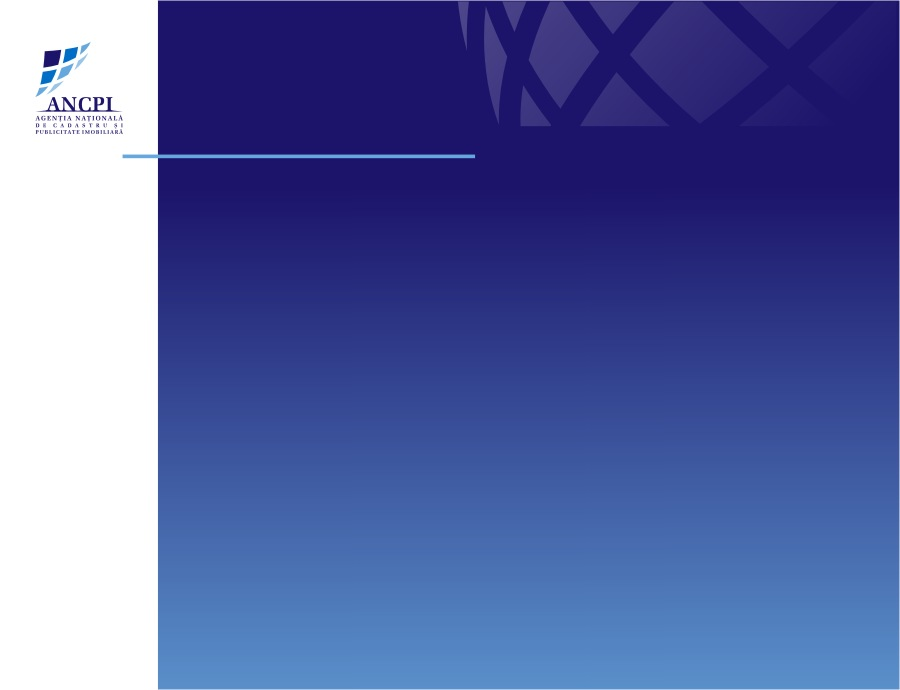 ANCPI
AGENȚIA NAȚIONALĂ
DE CADASTRU ȘI
PUBLICITATE IMOBILIARĂ